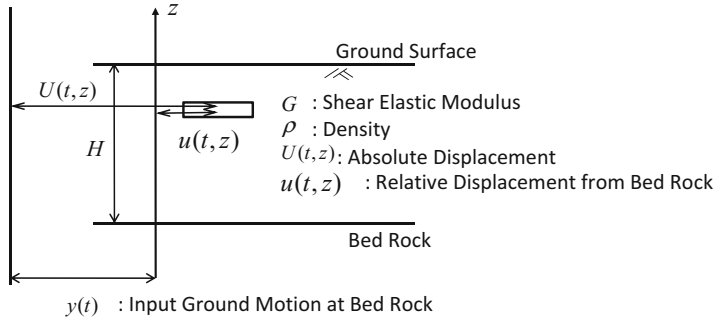 z
Ground Surface
U(t,z)
G : Shear Elastic Modulus
ρ : Density
u(t,z)
H
U(t,z): Absolute Displacement
u(t,z) : Relative Displacement from Bed Rock
Bed Rock
y(t) : Input Ground Motion at Bed Rock